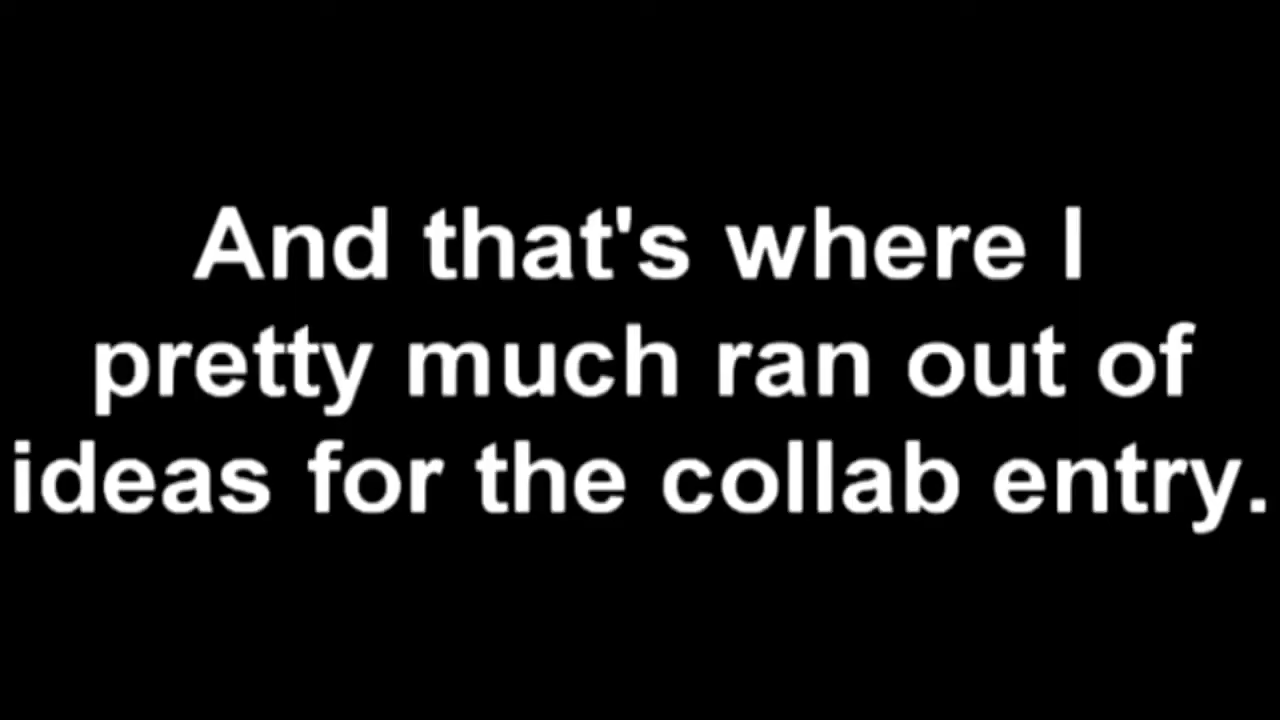 And that's where I
pretty much ran out of
ideas for the collab entry.